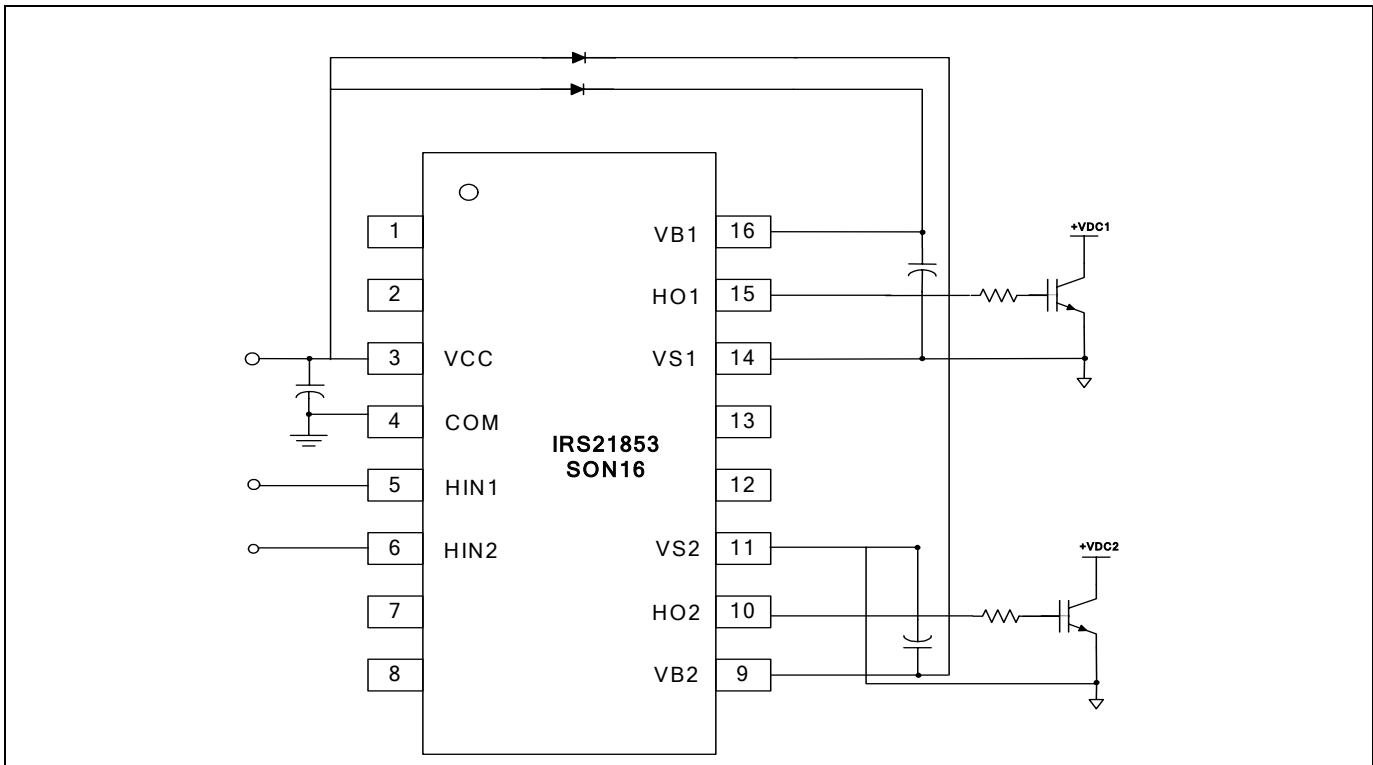 +VDC1
1 VB1 16
2 HO1 15
3 VCC VS1 14
4 COM 13
IRS21853
SON16
5 HIN1 12
6 HIN2 VS2 11
+VDC2
7 HO2 10
8 VB2 9